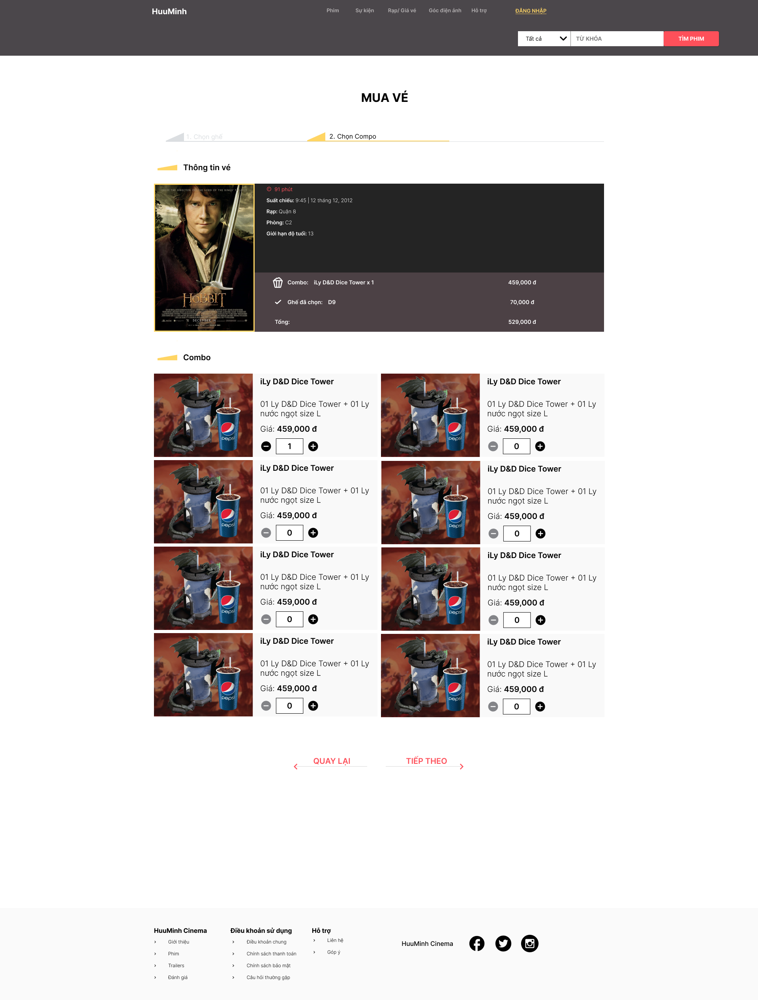 HuuMinh
Phim
Sự kiện
Rạp/ Giá vé
Góc điện ảnh
Hỗ trợ
ĐĂNG NHẬP
Tất cả
TỪ KHÓA
TÌM PHIM
MUA VÉ
1. Chọn ghế
2. Chọn Compo
Thông tin vé
FROM THE DIRECTOR OF THE LORD OF THE RINGS TRILOGY
THE HOBBIT
AN UNEXPECTED JOURNEY
MGM
DECEMBER 14
91 phút
Suất chiếu: 9:45 | 12 tháng 12, 2012
Rạp: Quận 8
Phòng: C2
Giới hạn độ tuổi: 13
Combo: iLy D&D Dice Tower x 1 459,000 đ
Ghế đã chọn: D9 70,000 đ
Tổng: 529,000 đ
Combo
pepsi
iLy D&D Dice Tower
01 Ly D&D Dice Tower + 01 Ly
nước ngọt size L
Giá: 459,000 đ
1
pepsi
iLy D&D Dice Tower
01 Ly D&D Dice Tower + 01 Ly
nước ngọt size L
Giá: 459,000 đ
0
pepsi
iLy D&D Dice Tower
01 Ly D&D Dice Tower + 01 Ly
nước ngọt size L
Giá: 459,000 đ
0
pepsi
iLy D&D Dice Tower
01 Ly D&D Dice Tower + 01 Ly
nước ngọt size L
Giá: 459,000 đ
0
pepsi
iLy D&D Dice Tower
01 Ly D&D Dice Tower + 01 Ly
nước ngọt size L
Giá: 459,000 đ
0
pepsi
iLy D&D Dice Tower
01 Ly D&D Dice Tower + 01 Ly
nước ngọt size L
Giá: 459,000 đ
0
pepsi
iLy D&D Dice Tower
01 Ly D&D Dice Tower + 01 Ly
nước ngọt size L
Giá: 459,000 đ
0
pepsi
iLy D&D Dice Tower
01 Ly D&D Dice Tower + 01 Ly
nước ngọt size L
Giá: 459,000 đ
0
QUAY LẠI
TIẾP THEO
HuuMinh Cinema
Giới thiệu
Phim
Trailers
Đánh giá
Điều khoản sử dụng
Điều khoản chung
Chính sách thanh toán
Chính sách bảo mật
Câu hỏi thường gặp
Hỗ trợ
Liên hệ
Góp ý
HuuMinh Cinema